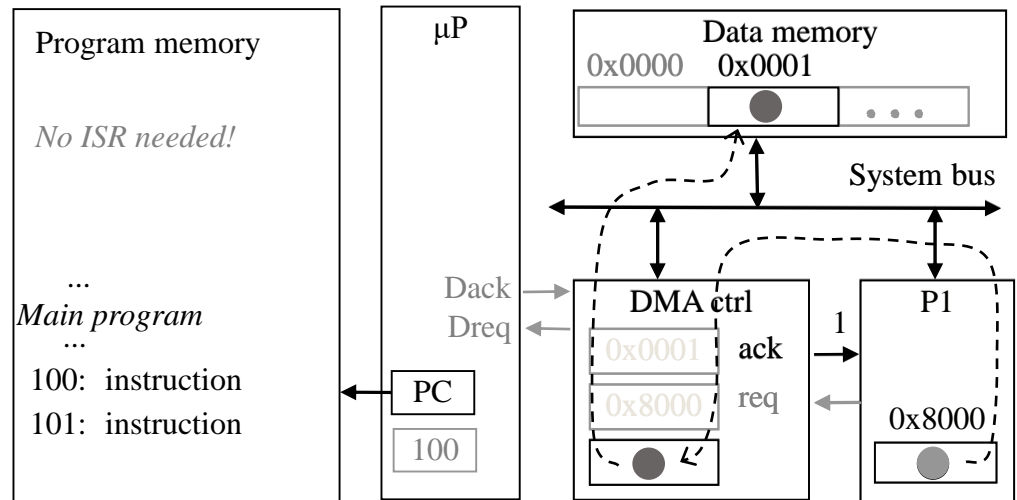 Program memory
No ISR needed!
...
Main program
...
100: instruction
101: instruction
μP
Dack
Dreq
PC
100
Data memory
0x0000 0x0001
System bus
DMA ctrl
0x0001
ack
0x8000
req
1
P1
0x8000